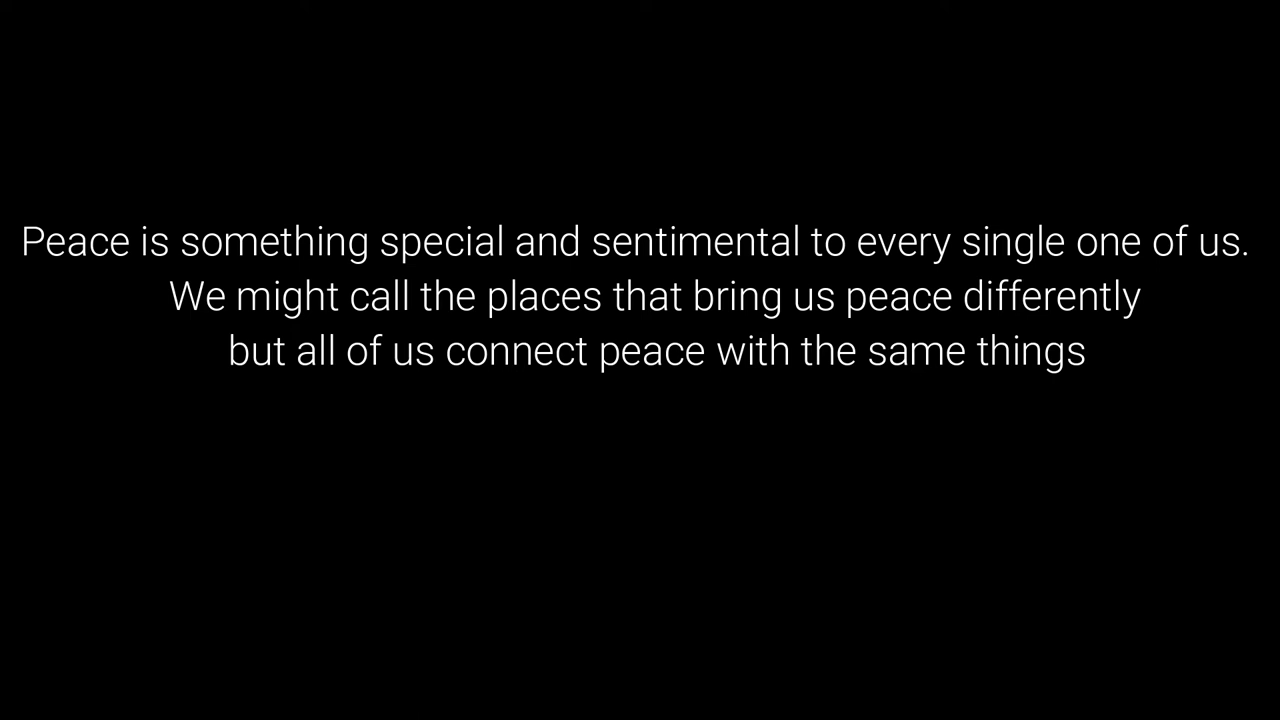 Peace is something special and sentimental to every single one of us.
We might call the places that bring us peace differently
but all of us connect peace with the same things